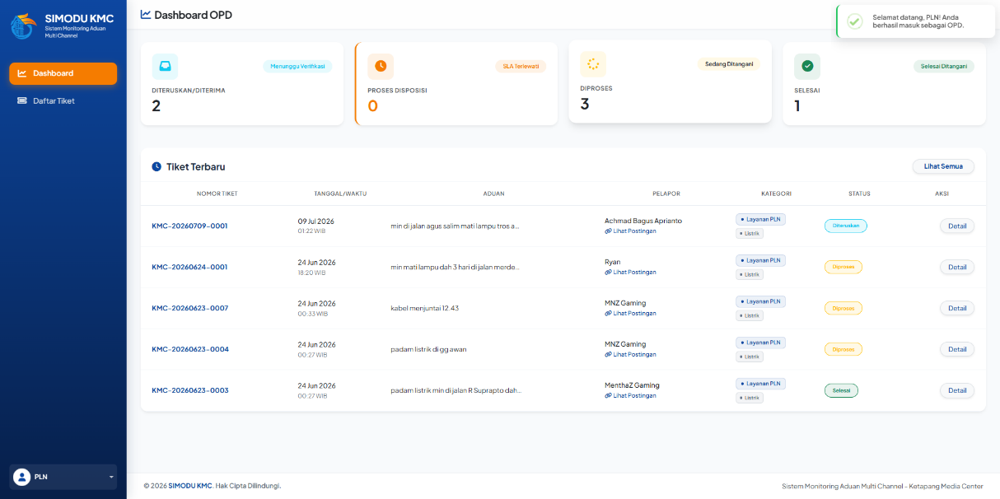 SIMODU KMC
Sistem Monitoring Aduan
Multi Channel
Dashboard
Daftar Tiket
Dashboard OPD
Selamat datang, PLN! Anda
berhasil masuk sebagai OPD.
Menunggu Verifikasi
DITERUSKAN/DITERIMA
2
SLA Terlewati
PROSES DISPOSISI
0
Sedang Ditangani
DIPROSES
3
Selesai Ditangani
SELESAI
1
Tiket Terbaru
Lihat Semua
NOMOR TIKET TANGGAL/WAKTU ADUAN PELAPOR KATEGORI STATUS AKSI
KMC-20260709-0001
09 Jul 2026
01:22 WIB
min di jalan agus salim mati lampu tros a...
Achmad Bagus Aprianto
Lihat Postingan
Layanan PLN
Listrik
Diteruskan
Detail
KMC-20260624-0001
24 Jun 2026
18:20 WIB
min mati lampu dah 3 hari di jalan merde...
Ryan
Lihat Postingan
Layanan PLN
Listrik
Diproses
Detail
KMC-20260623-0007
24 Jun 2026
00:33 WIB
kabel menjuntai 12.43
MNZ Gaming
Lihat Postingan
Layanan PLN
Listrik
Diproses
Detail
KMC-20260623-0004
24 Jun 2026
00:27 WIB
padam listrik di gg awan
MNZ Gaming
Lihat Postingan
Layanan PLN
Listrik
Diproses
Detail
KMC-20260623-0003
24 Jun 2026
00:27 WIB
padam listrik min di jalan R Suprapto dah...
MenthaZ Gaming
Lihat Postingan
Layanan PLN
Listrik
Selesai
Detail
PLN
© 2026 SIMODU KMC. Hak Cipta Dilindungi.
Sistem Monitoring Aduan Multi Channel - Ketapang Media Center